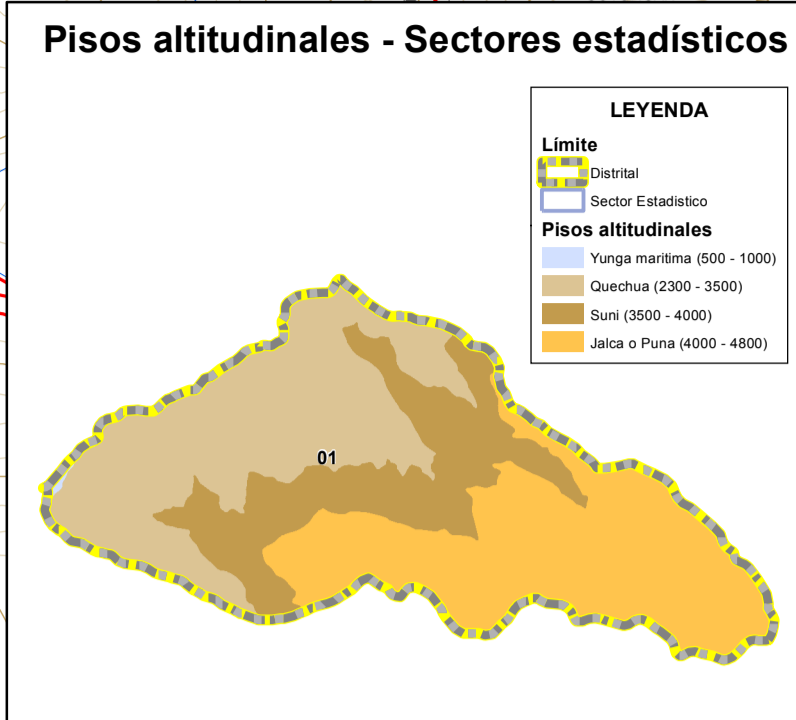 Pisos altitudinales - Sectores estadísticos
LEYENDA
Límite
Distrital
Sector Estadistico
Pisos altitudinales
Yunga maritima (500 - 1000)
Quechua (2300 - 3500)
Suni (3500 - 4000)
Jalca o Puna (4000 - 4800)
01